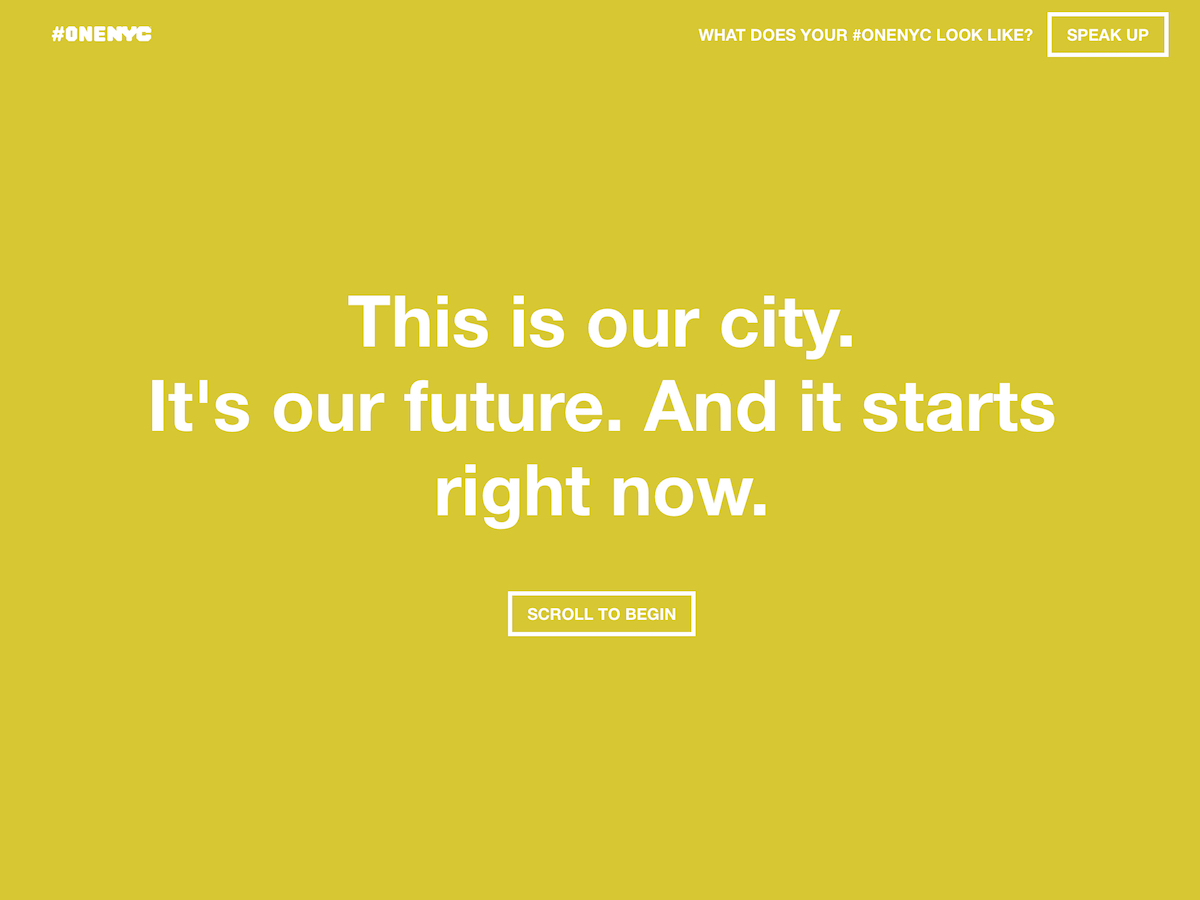 #ONENYC
WHAT DOES YOUR #ONENYC LOOK LIKE?
SPEAK UP
This is our city.
It's our future. And it starts
right now.
SCROLL TO BEGIN